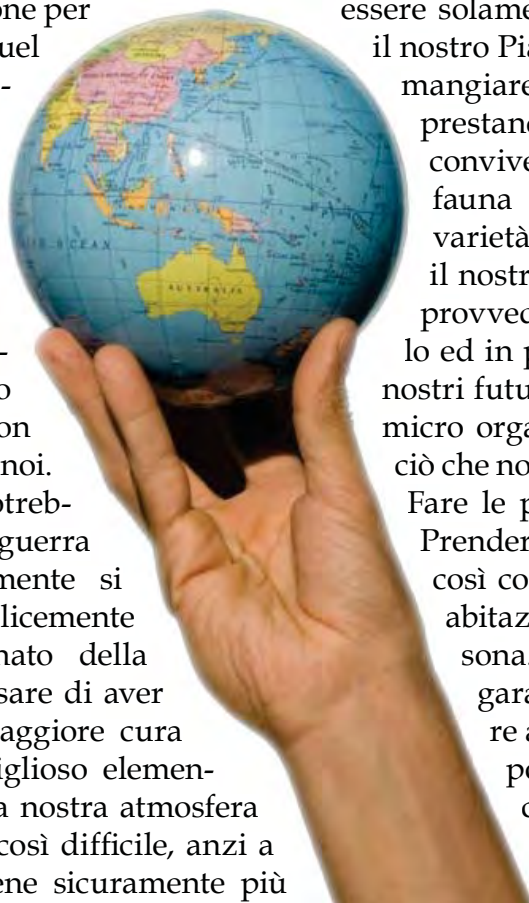 one per
uel
-
-
o
on
noi.
otreb-
guerra
mente si
licemente
nato della
sare di aver
aggiore cura
iglioso elemen-
a nostra atmosfera
così difficile, anzi a
ene sicuramente più
essere solame
il nostro Pia
mangiare
prestanc
convive
fauna
varietà
il nostr
provved
lo ed in p
nostri futu
micro orga
ciò che no
Fare le p
Prender
così co
abitaz
sona
gara
re a
po
AUSTRALIA
OCEAN